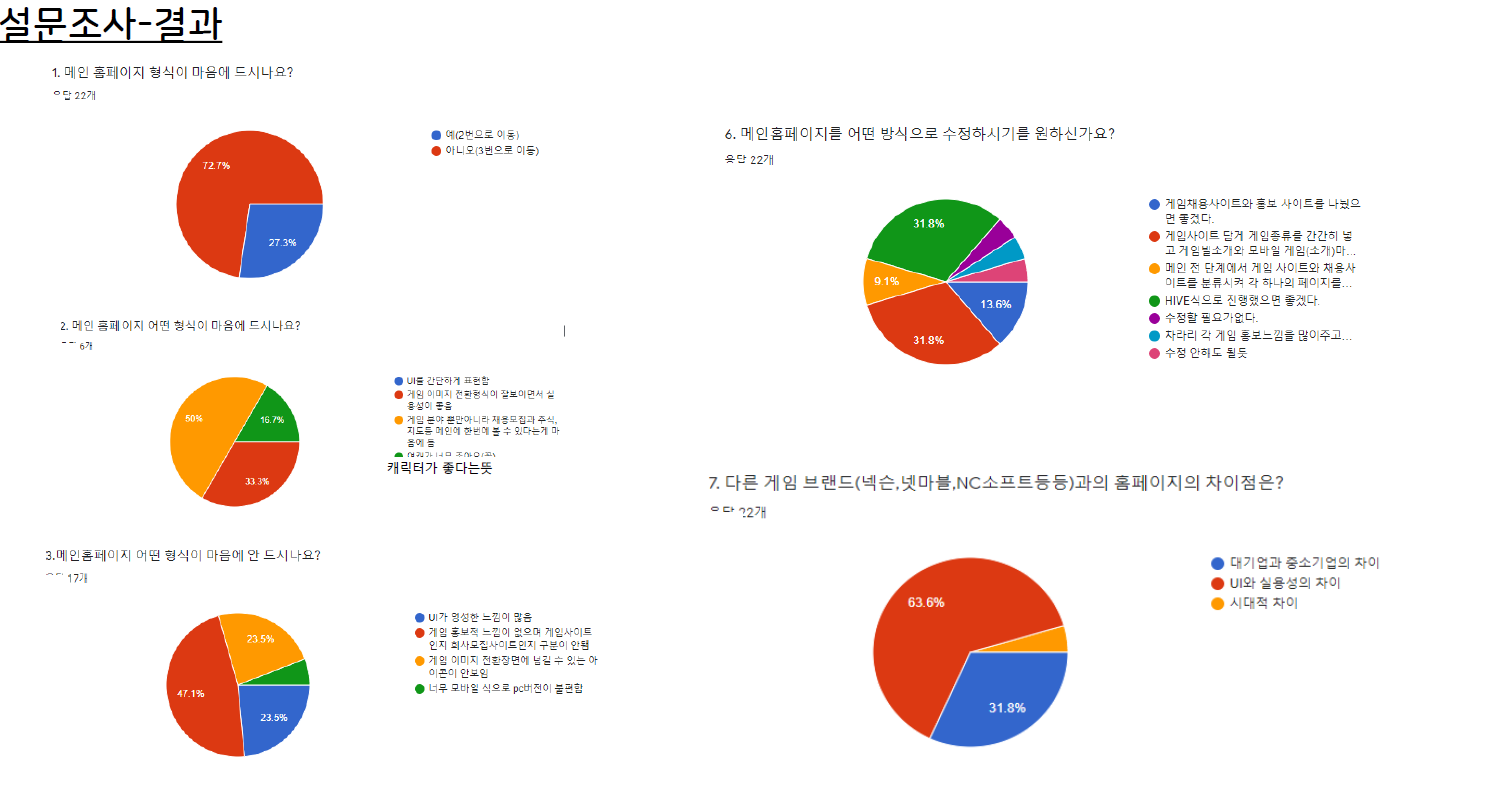 설문조사-결과
1. 메인 홈페이지 형식이 마음에 드시나요?
응답 22개
72.7%
27.3%
예(2번으로 이동)
아니오(3번으로 이동)
2. 메인 홈페이지 어떤 형식이 마음에 드시나요?
6개
50%
16.7%
33.3%
UI를 간단하게 표현함
게임 이미지 전환형식이 잘보이면서 실
용성이 좋음
게임 분야 뿐만아니라 채용모집과 주식,
지도등 메인에 한번에 볼 수 있다는게 마
음에 듬
캐릭터가 좋다는뜻
3.메인홈페이지 어떤 형식이 마음에 안 드시나요?
17개
23.5%
47.1%
23.5%
UI가 엉성한 느낌이 많음
게임 홍보적 느낌이 없으며 게임사이트
인지 회사모집사이트인지 구분이 안됌
게임 이미지 전환장면에 넘길 수 있는 아
이콘이 안보임
너무 모바일 식으로 pc버전이 불편함
6. 메인홈페이지를 어떤 방식으로 수정하시기를 원하신가요?
응답 22개
31.8%
9.1%
13.6%
31.8%
게임채용사이트와 홍보 사이트를 나눴으
면 좋겠다.
게임사이트 답게 게임종류를 간간히 넣
고 게임빌소개와 모바일 게임(소개)마...
메인 전 단계에서 게임 사이트와 채용사
이트를 분류시켜 각 하나의 페이지를...
HIVE식으로 진행했으면 좋겠다.
수정할 필요가없다.
차라리 각 게임 홍보느낌을 많이주고...
수정 안해도 될듯
7. 다른 게임 브랜드(넥슨,넷마블,NC소프트등등)과의 홈페이지의 차이점은?
응답 22개
63.6%
31.8%
대기업과 중소기업의 차이
UI와 실용성의 차이
시대적 차이